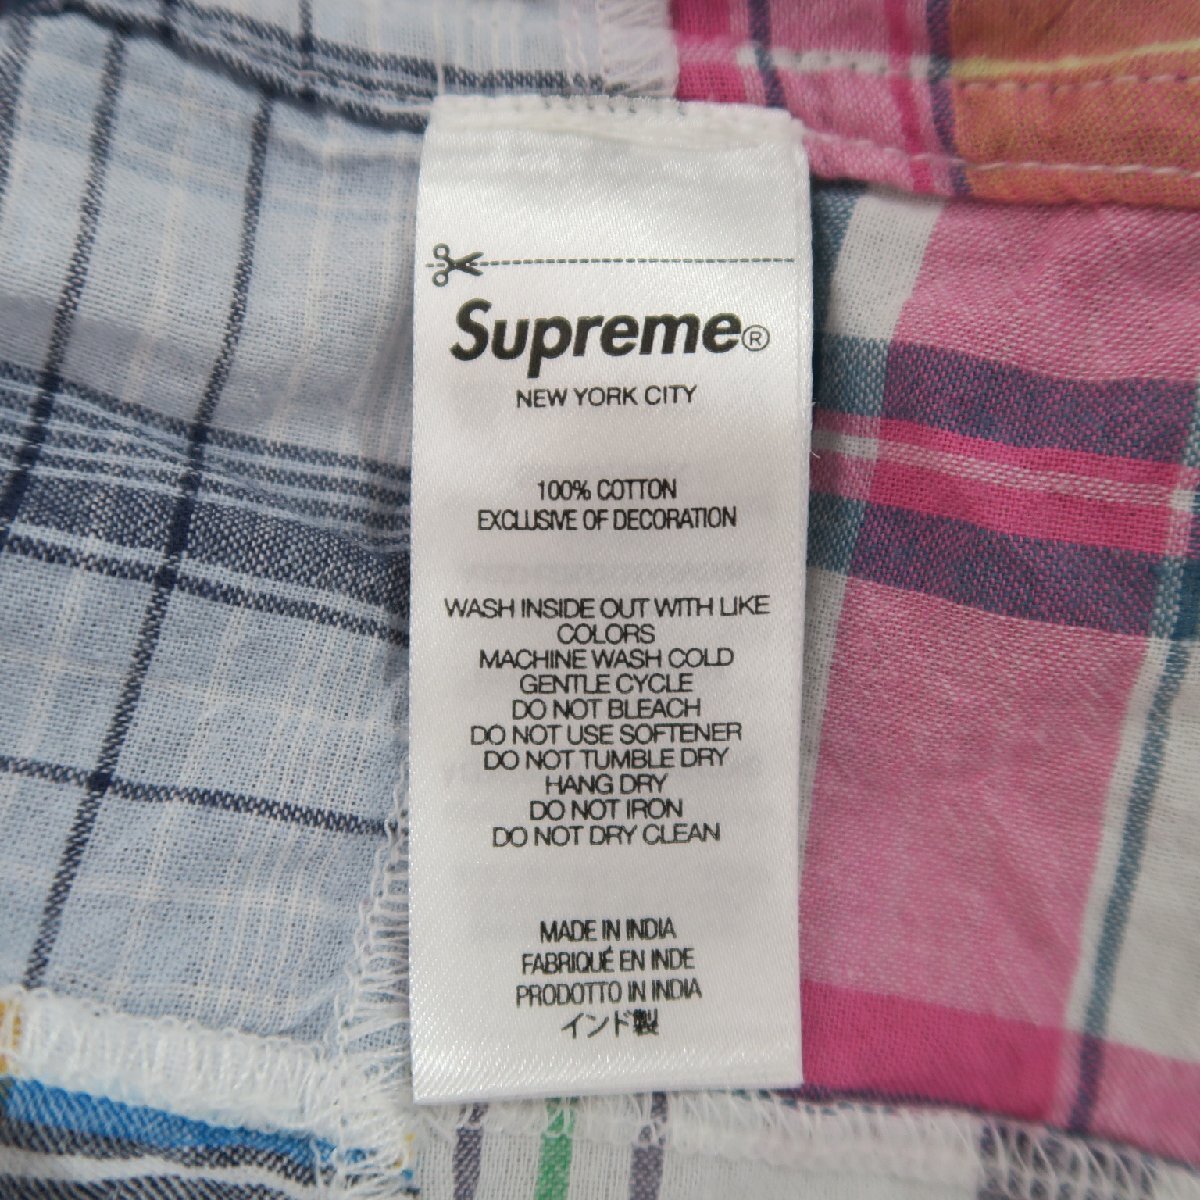 Supreme®
NEW YORK CITY
100% COTTON
EXCLUSIVE OF DECORATION
WASH INSIDE OUT WITH LIKE
COLORS
MACHINE WASH COLD
GENTLE CYCLE
DO NOT BLEACH
DO NOT USE SOFTENER
DO NOT TUMBLE DRY
HANG DRY
DO NOT IRON
DO NOT DRY CLEAN
MADE IN INDIA
FABRIQUÉ EN INDE
PRODOTTO IN INDIA
インド製